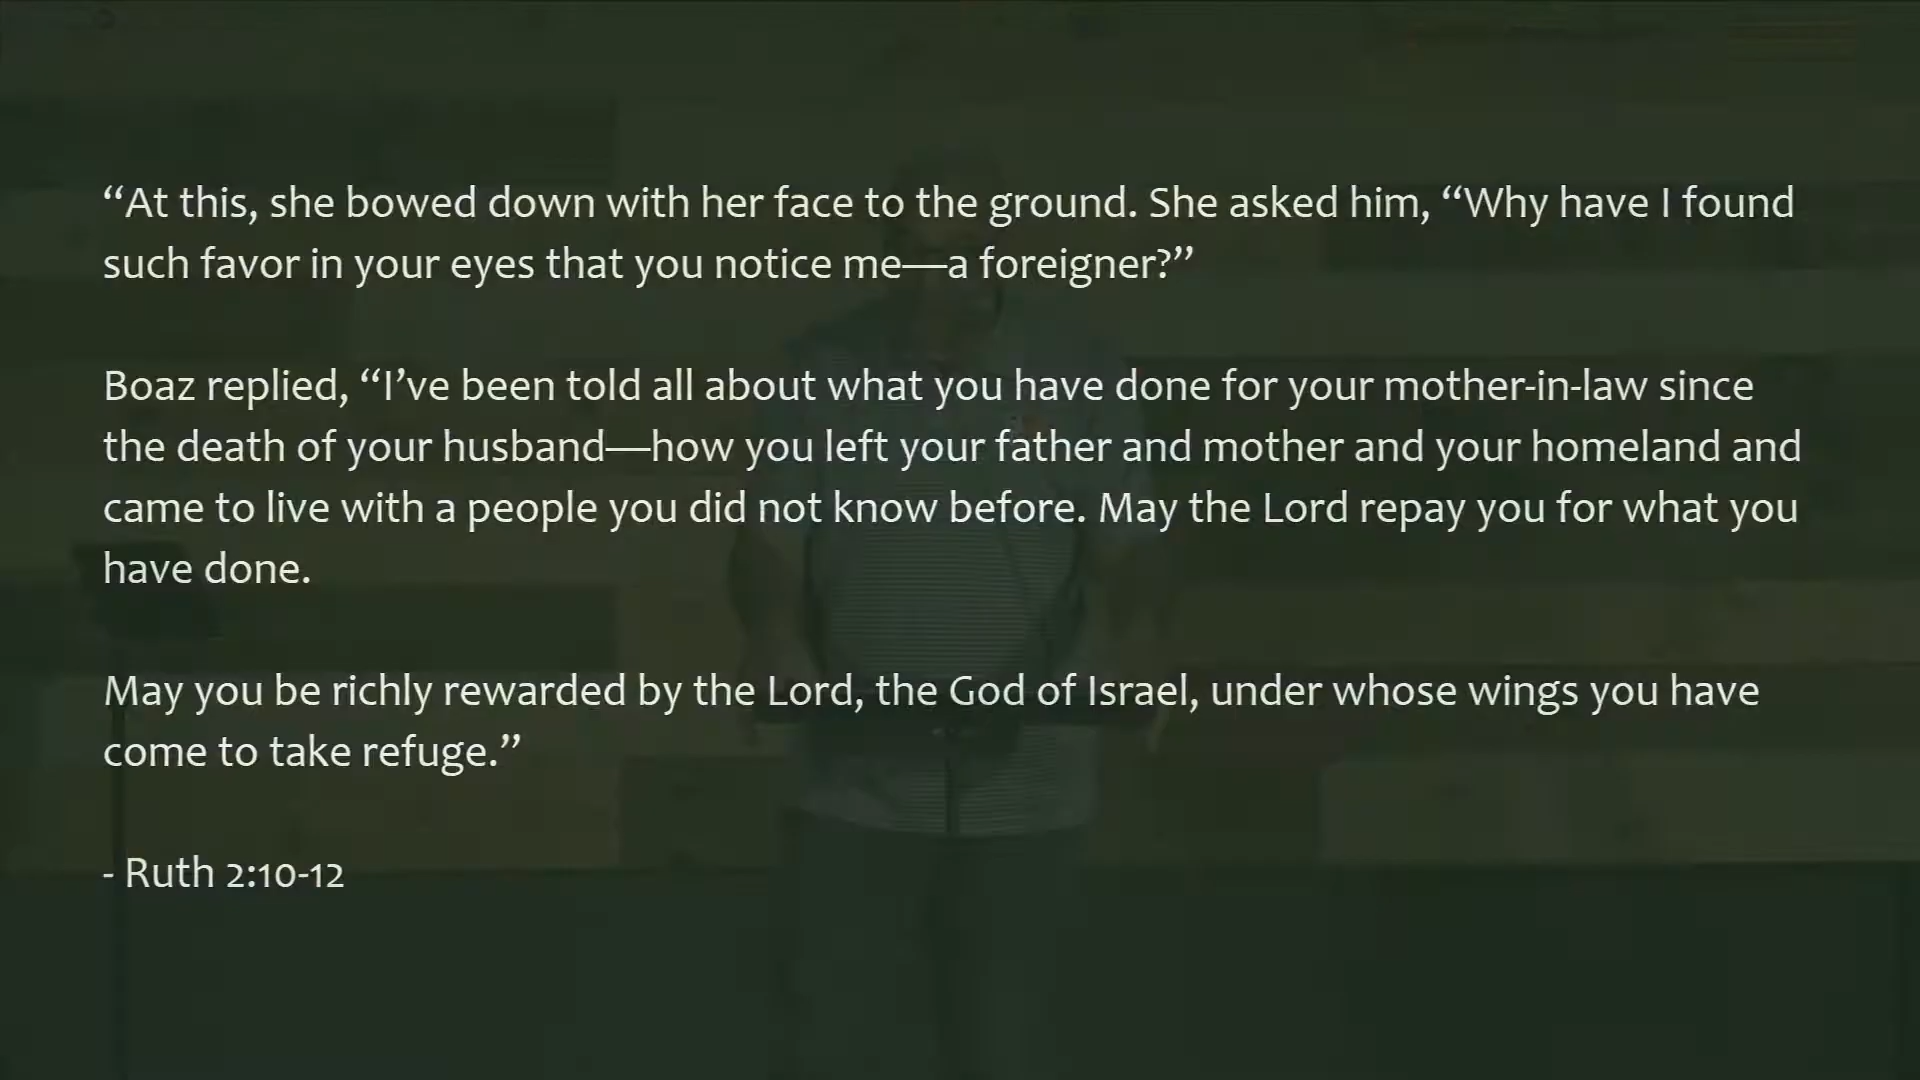 “At this, she bowed down with her face to the ground. She asked him, “Why have I found
such favor in your eyes that you notice me—a foreigner?”
Boaz replied, “I’ve been told all about what you have done for your mother-in-law since
the death of your husband—how you left your father and mother and your homeland and
came to live with a people you did not know before. May the Lord repay you for what you
have done.
May you be richly rewarded by the Lord, the God of Israel, under whose wings you have
come to take refuge.”
- Ruth 2:10-12